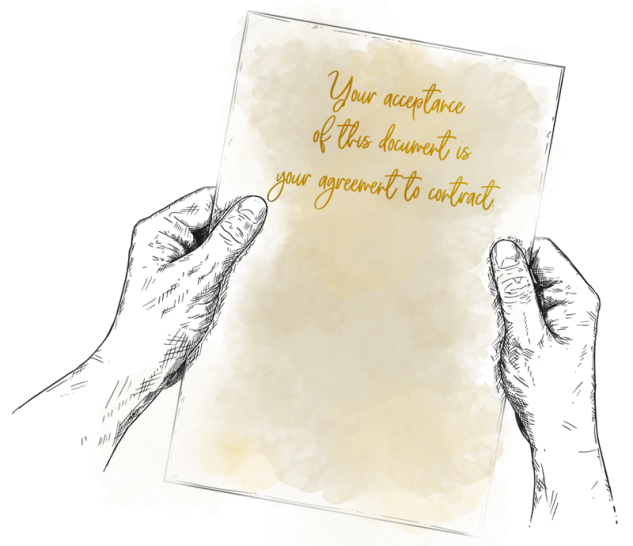 Your acceptance
of this document is
your agreement to contract.